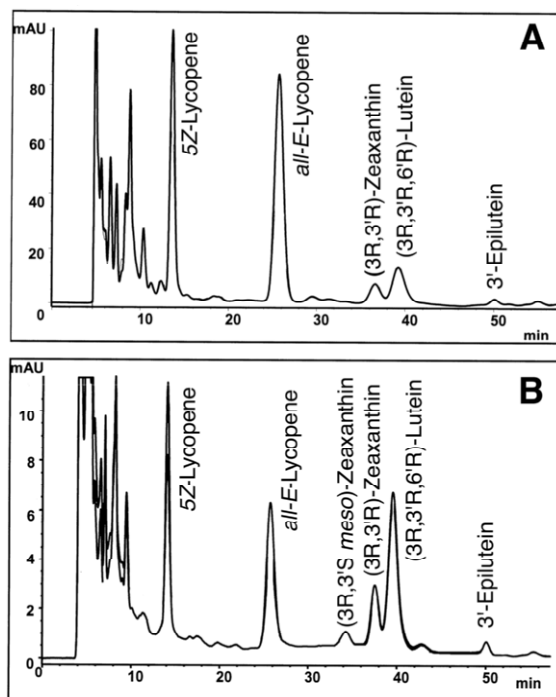 mAU
A
80
60
40
20
0
10
20
30
40
50
min
5Z-Lycopene
all-E-Lycopene
(3R,3'R)-Zeaxanthin
(3R,3'R,6'R)-Lutein
3'-Epilutein
mAU
B
10
8
6
4
2
0
10
20
30
40
50
min
5Z-Lycopene
all-E-Lycopene
(3R,3'S meso)-Zeaxanthin
(3R,3'R)-Zeaxanthin
(3R,3'R,6'R)-Lutein
3'-Epilutein